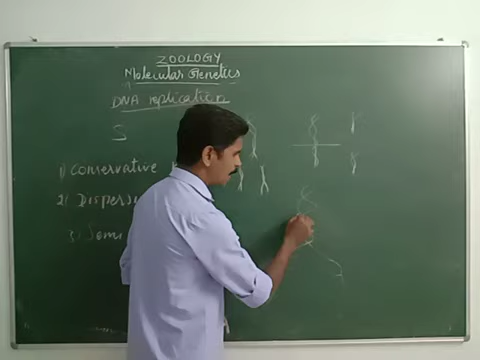 ZOOLOGY
Molecular Genetics
DNA replication
S
1) Conservative
2) Dispers
3) Semi